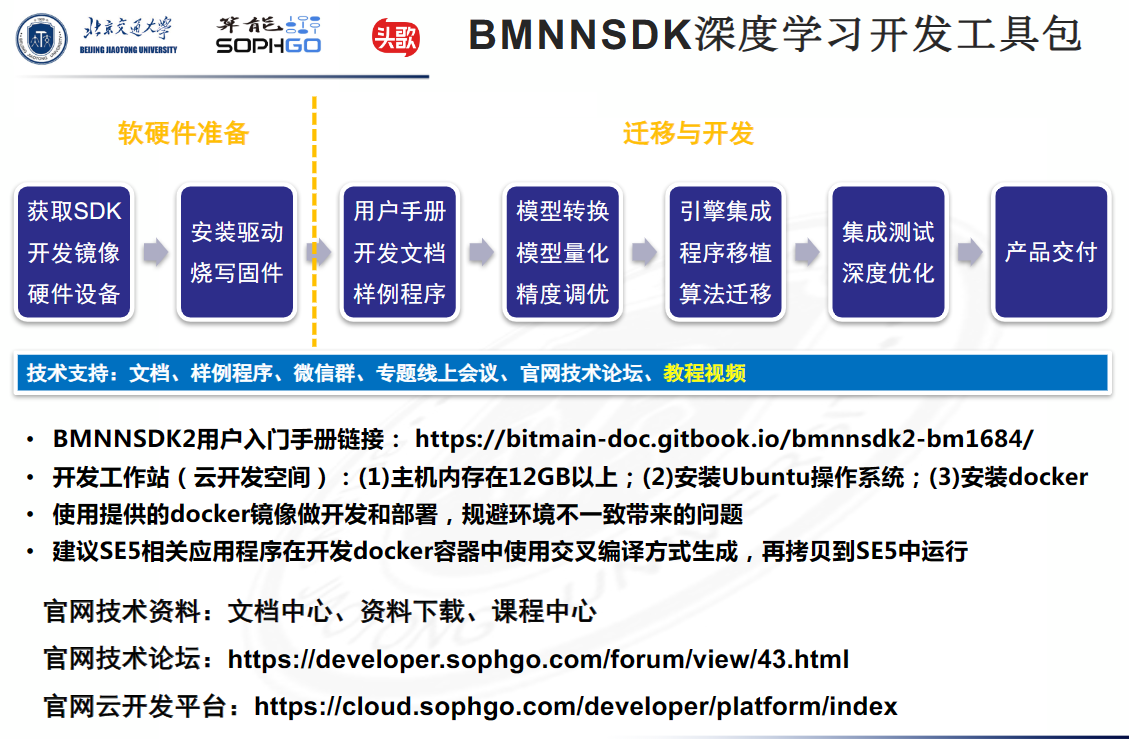 北京交通大学
BEIJING JIAOTONG UNIVERSITY
算能
SOPHGO
头歌
BMNNSDK深度学习开发工具包
软硬件准备
迁移与开发
获取SDK
开发镜像
硬件设备
安装驱动
烧写固件
用户手册
开发文档
样例程序
模型转换
模型量化
精度调优
引擎集成
程序移植
算法迁移
集成测试
深度优化
产品交付
技术支持：文档、样例程序、微信群、专题线上会议、官网技术论坛、教程视频
• BMNNSDK2用户入门手册链接： https://bitmain-doc.gitbook.io/bmnnsdk2-bm1684/
• 开发工作站（云开发空间）：(1)主机内存在12GB以上；(2)安装Ubuntu操作系统；(3)安装docker
• 使用提供的docker镜像做开发和部署，规避环境不一致带来的问题
• 建议SE5相关应用程序在开发docker容器中使用交叉编译方式生成，再拷贝到SE5中运行
官网技术资料：文档中心、资料下载、课程中心
官网技术论坛：https://developer.sophgo.com/forum/view/43.html
官网云开发平台：https://cloud.sophgo.com/developer/platform/index